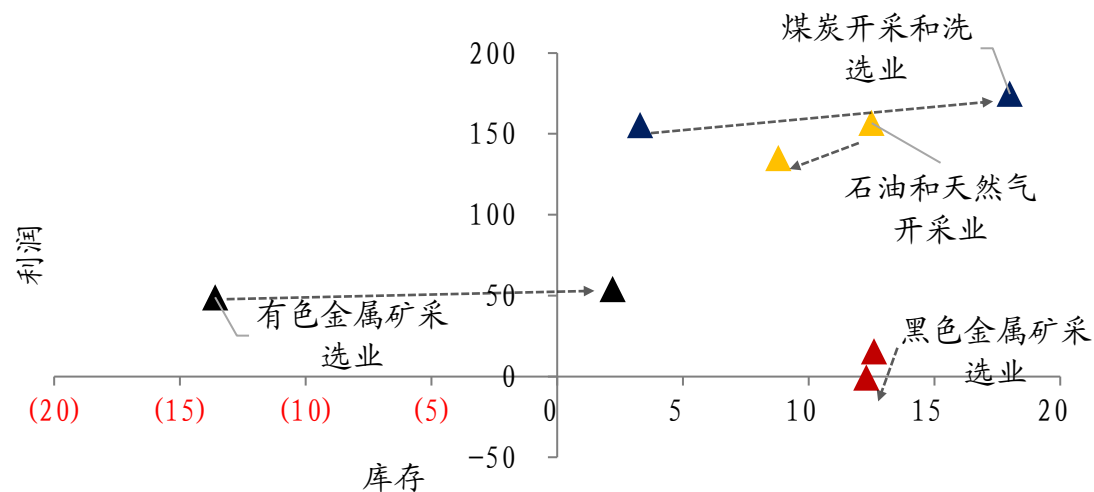 煤炭开采和洗
选业
200
150
石油和天然气
开采业
100
利润
50
有色金属矿采
选业
黑色金属矿采
选业
0
(20)
(15)
(10)
(5)
0
5
10
15
20
-50
库存